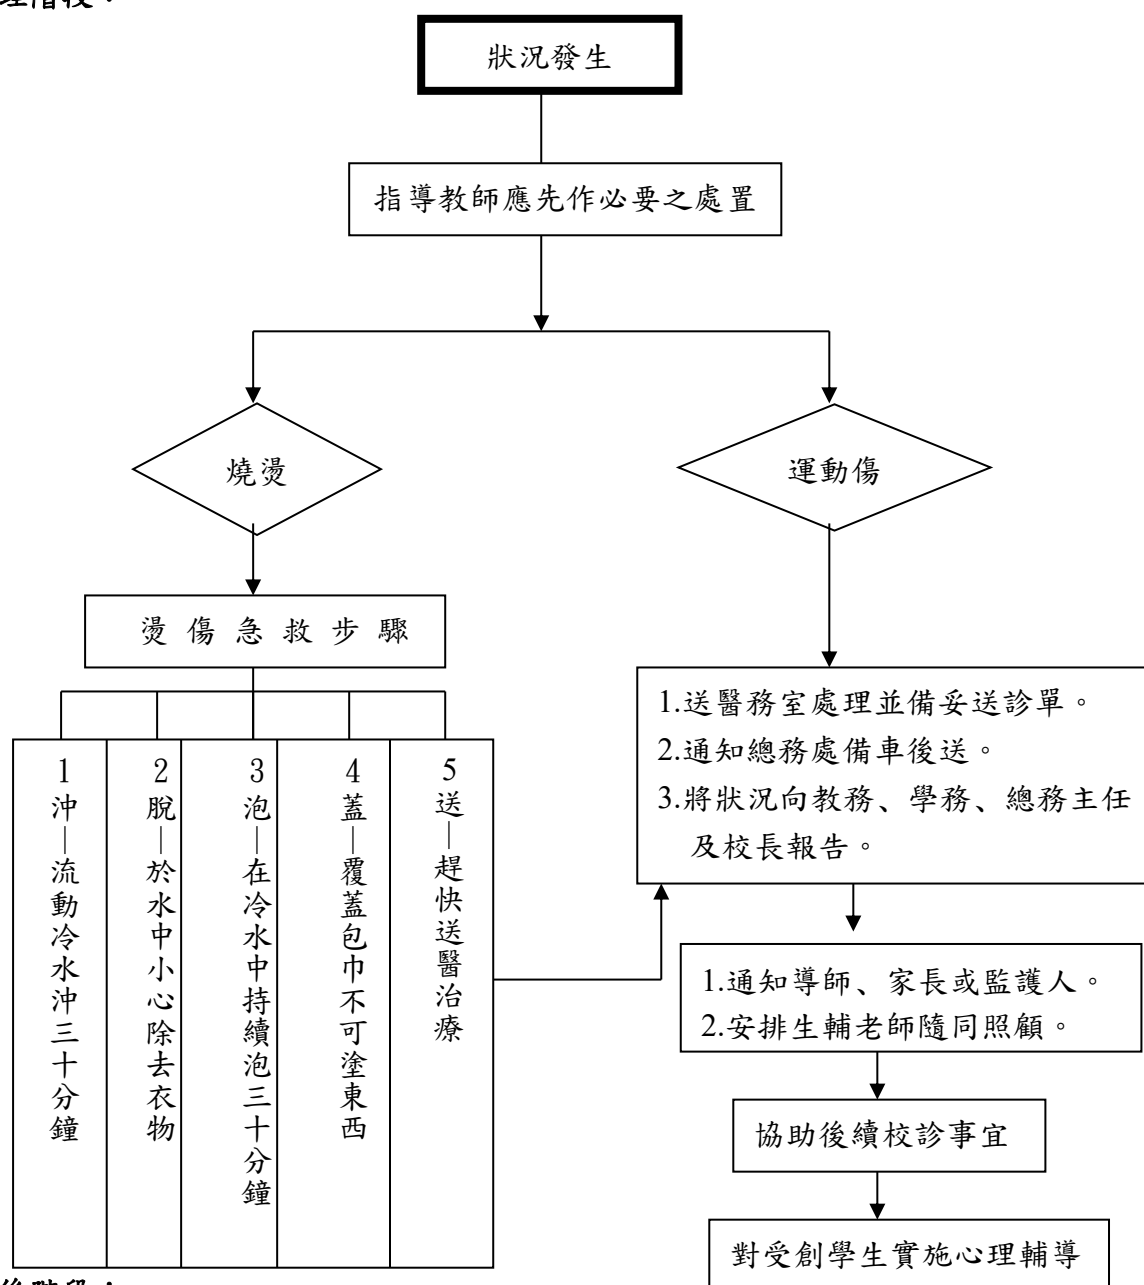 理階段：
狀況發生
指導教師應先作必要之處置
燒燙
運動傷
燙傷急救步驟
1沖—流動冷水沖三十分鐘
2脫—於水中小心除去衣物
3泡—在冷水中持續泡三十分鐘
4蓋—覆蓋包巾不可塗東西
5送—趕快送醫治療
1.送醫務室處理並備妥送診單。
2.通知總務處備車後送。
3.將狀況向教務、學務、總務主任
及校長報告。
1.通知導師、家長或監護人。
2.安排生輔老師隨同照顧。
協助後續校診事宜
對受創學生實施心理輔導
後階段：